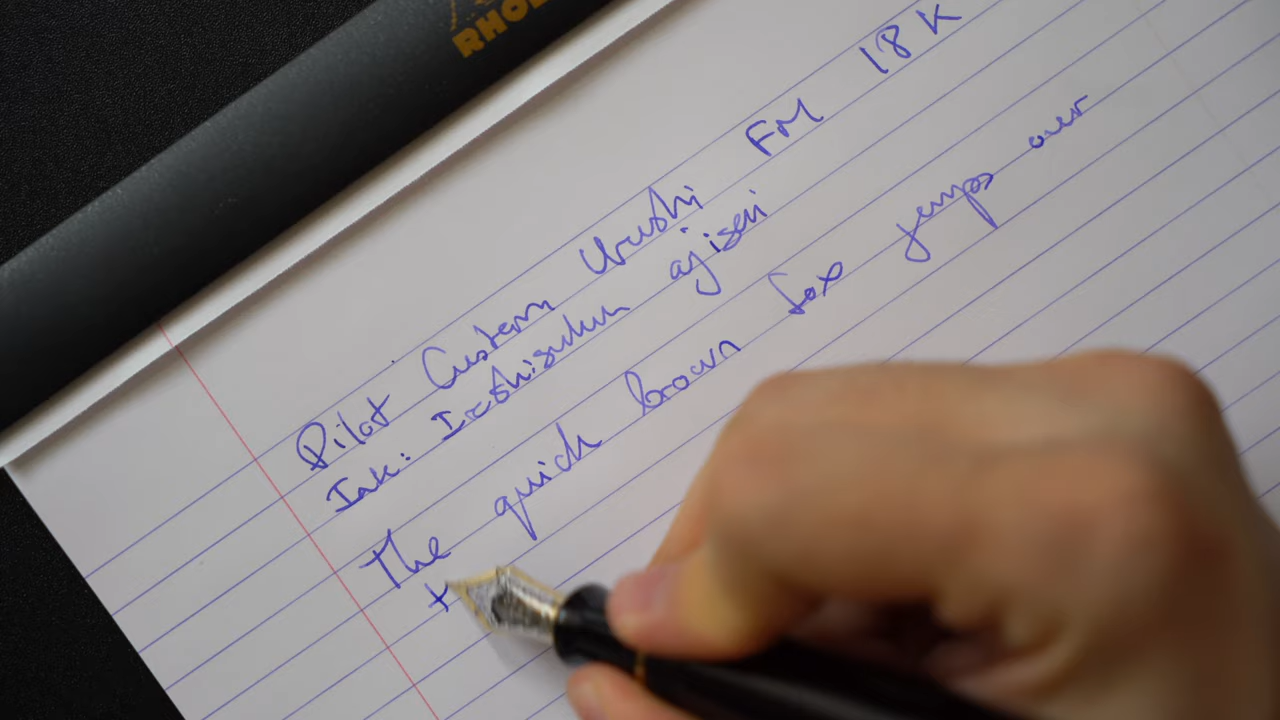 RHO
Pilot Custom Urushi FM 18K
Ink: Iroshizuku ajisai
The quick brown fox jumps over
t